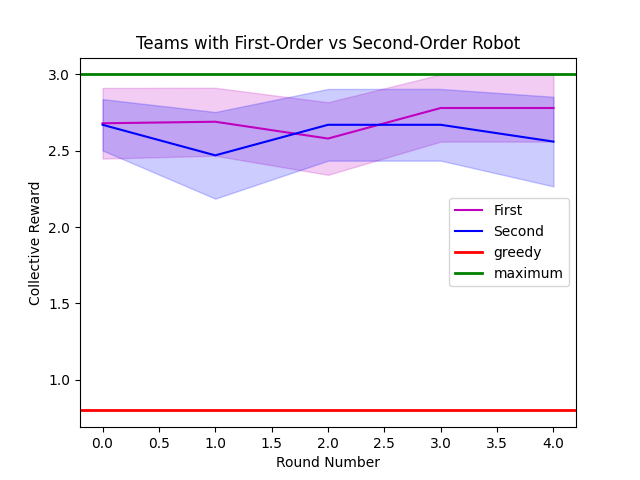 Teams with First-Order vs Second-Order Robot
Collective Reward
3.0
2.5
2.0
1.5
1.0
First
Second
greedy
maximum
0.0 0.5 1.0 1.5 2.0 2.5 3.0 3.5 4.0
Round Number